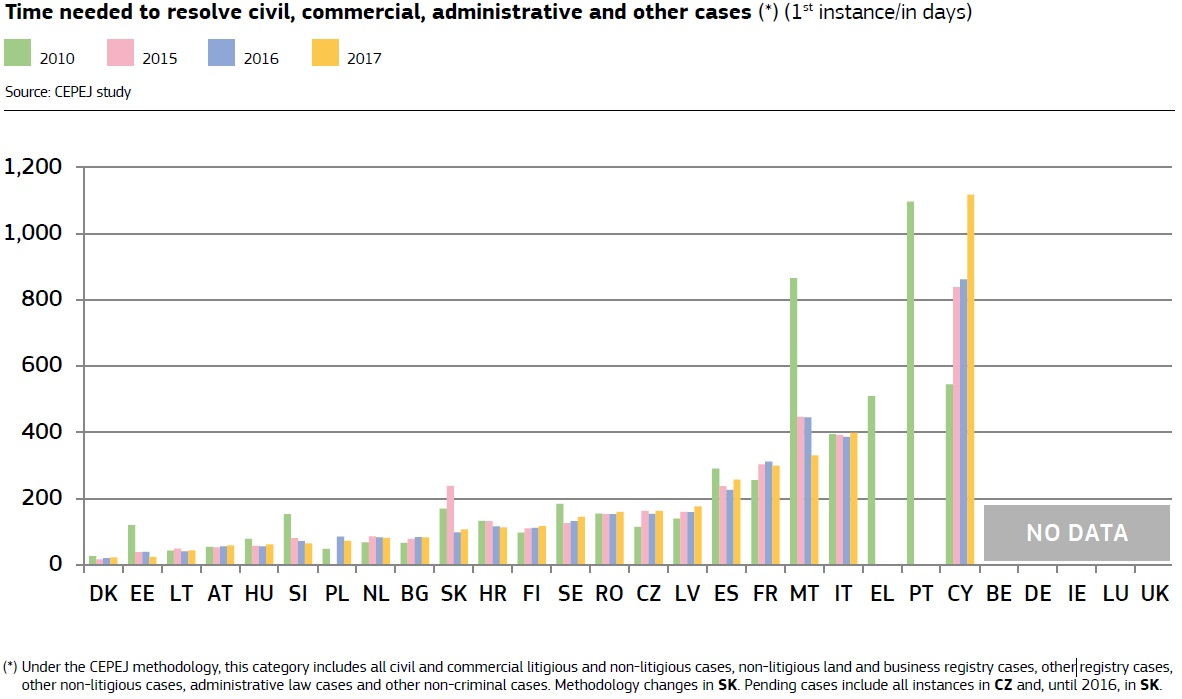 Time needed to resolve civil, commercial, administrative and other cases (*) (1st instance/in days)
2010 2015 2016 2017
Source: CEPEJ study
1,200
1,000
800
600
400
200
0
NO DATA
DK EE LT AT HU SI PL NL BG SK HR FI SE RO CZ LV ES FR MT IT EL PT CY BE DE IE LU UK
(*) Under the CEPEJ methodology, this category includes all civil and commercial litigious and non-litigious cases, non-litigious land and business registry cases, other registry cases,
other non-litigious cases, administrative law cases and other non-criminal cases. Methodology changes in SK. Pending cases include all instances in CZ and, until 2016, in SK.